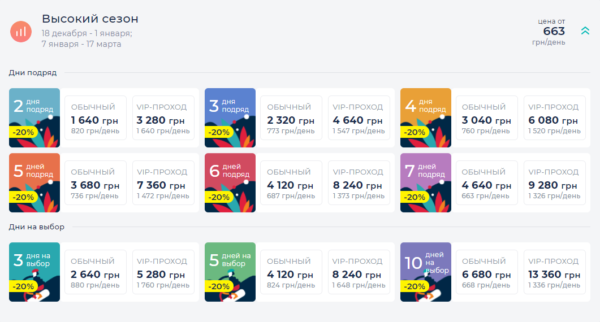 Высокий сезон
18 декабря - 1 января;
7 января - 17 марта
цена от
663
грн/день
Дни подряд
2 дня подряд
-20%
ОБЫЧНЫЙ
1 640 грн
820 грн/день
VIP-ПРОХОД
3 280 грн
1 640 грн/день
3 дня подряд
-20%
ОБЫЧНЫЙ
2 320 грн
773 грн/день
VIP-ПРОХОД
4 640 грн
1 547 грн/день
4 дня подряд
-20%
ОБЫЧНЫЙ
3 040 грн
760 грн/день
VIP-ПРОХОД
6 080 грн
1 520 грн/день
5 дней подряд
-20%
ОБЫЧНЫЙ
3 680 грн
736 грн/день
VIP-ПРОХОД
7 360 грн
1 472 грн/день
6 дней подряд
-20%
ОБЫЧНЫЙ
4 120 грн
687 грн/день
VIP-ПРОХОД
8 240 грн
1 373 грн/день
7 дней подряд
-20%
ОБЫЧНЫЙ
4 640 грн
663 грн/день
VIP-ПРОХОД
9 280 грн
1 326 грн/день
Дни на выбор
3 дня на выбор
-20%
ОБЫЧНЫЙ
2 640 грн
880 грн/день
VIP-ПРОХОД
5 280 грн
1 760 грн/день
5 дней на выбор
-20%
ОБЫЧНЫЙ
4 120 грн
824 грн/день
VIP-ПРОХОД
8 240 грн
1 648 грн/день
10 дней на выбор
-20%
ОБЫЧНЫЙ
6 680 грн
668 грн/день
VIP-ПРОХОД
13 360 грн
1 336 грн/день